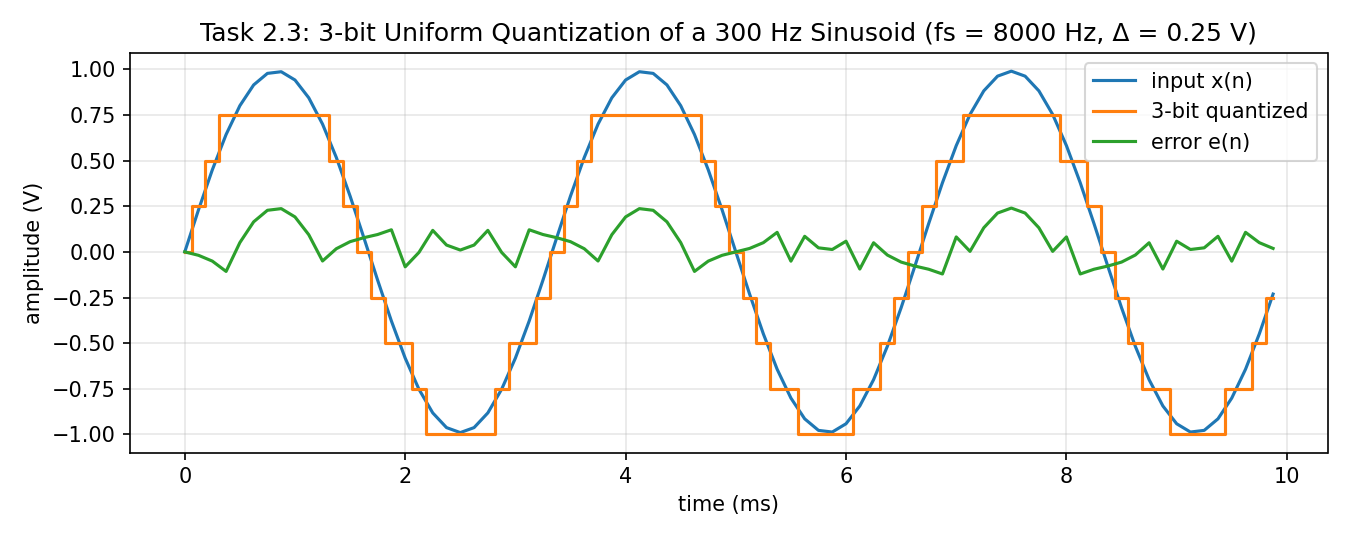 Task 2.3: 3-bit Uniform Quantization of a 300 Hz Sinusoid (fs = 8000 Hz, Δ = 0.25 V)
input x(n)
3-bit quantized
error e(n)
amplitude (V)
1.00
0.75
0.50
0.25
0.00
−0.25
−0.50
−0.75
−1.00
0 2 4 6 8 10
time (ms)